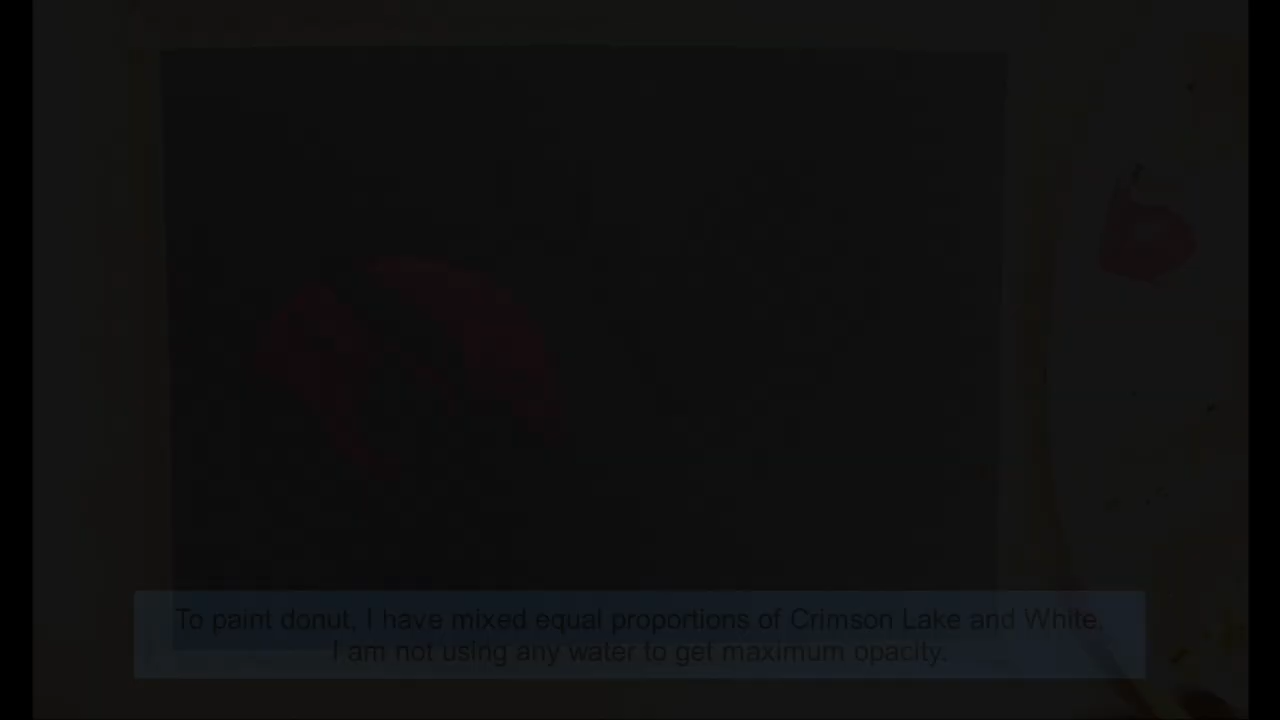 To paint donut, I have mixed equal proportions of Crimson Lake and White,
I am not using any water to get maximum opacity.